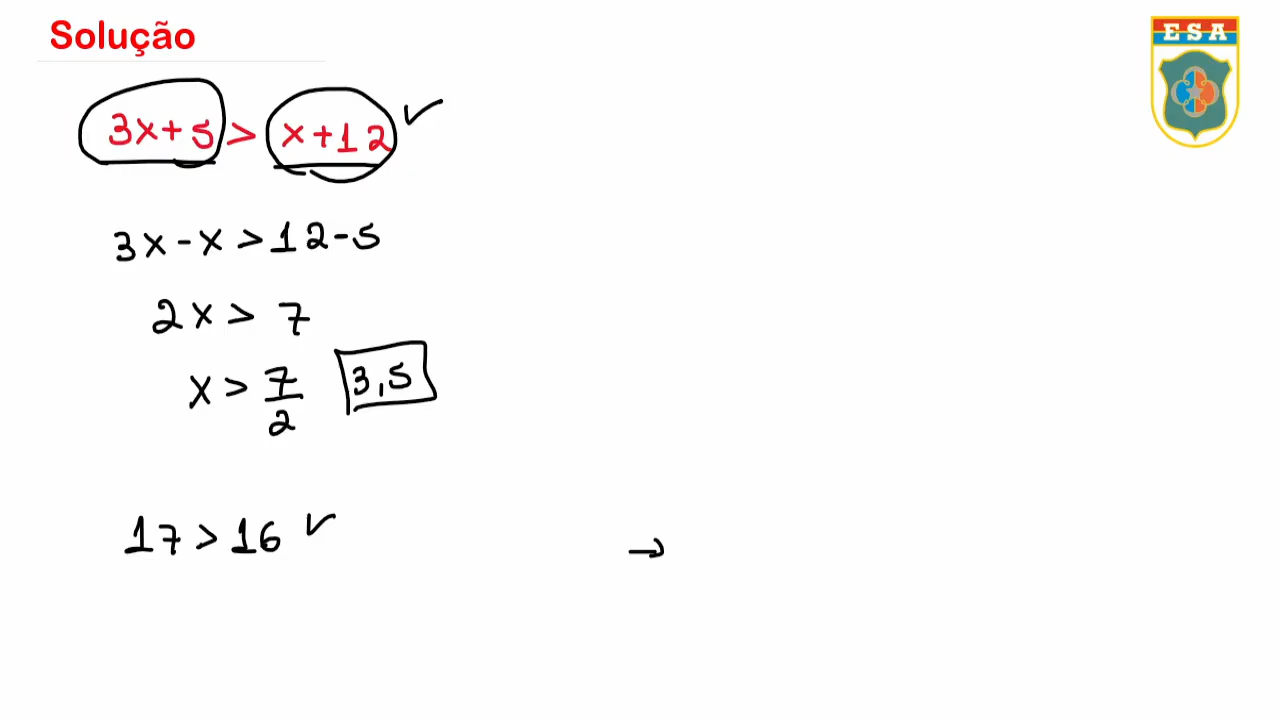 Solução
ESA
3x+5 > x+12 ✓
3x-x > 12-5
2x > 7
x > 7/2 3,5
17 > 16 ✓
→